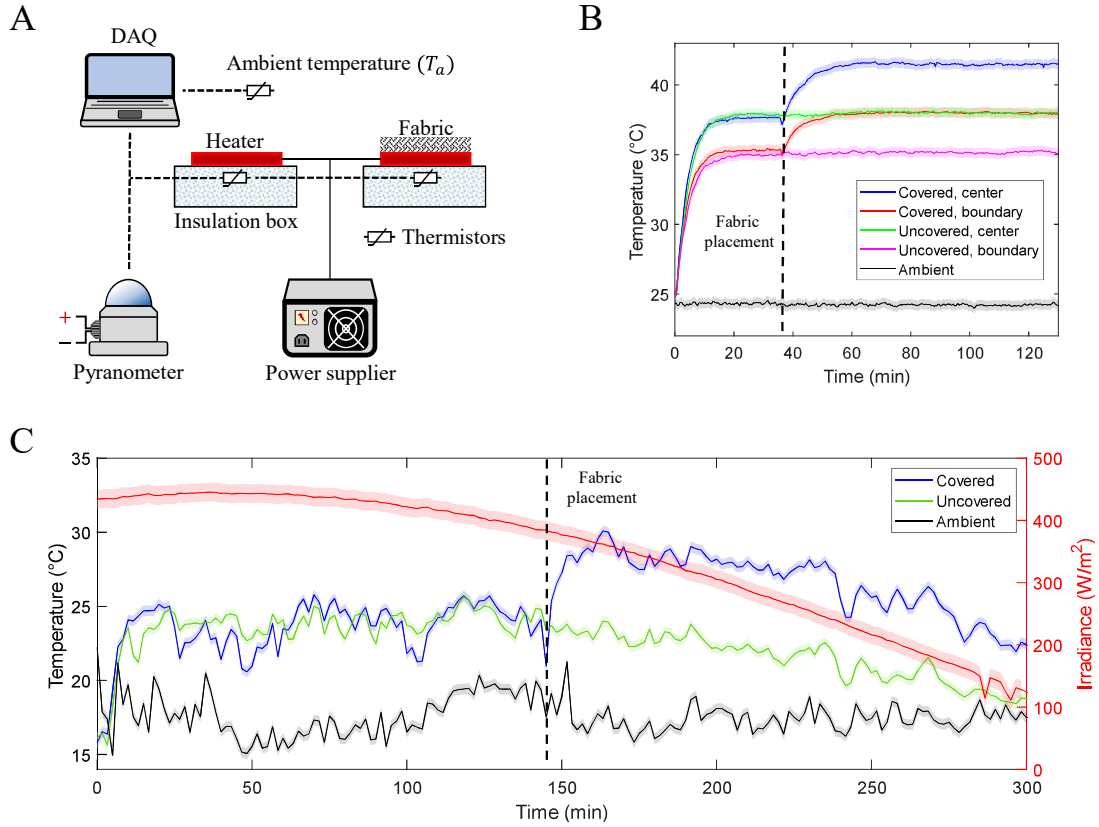 A
DAQ
Ambient temperature (Tₐ)
Heater
Fabric
Insulation box
Thermistors
+
−
Pyranometer
Power supplier
B
Temperature (°C)
40
35
30
25
Fabric
placement
Covered, center
Covered, boundary
Uncovered, center
Uncovered, boundary
Ambient
0
20
40
60
80
100
120
Time (min)
C
Temperature (°C)
35
30
25
20
15
Fabric
placement
Covered
Uncovered
Ambient
500
400
300
200
100
0
Irradiance (W/m²)
0
50
100
150
200
250
300
Time (min)